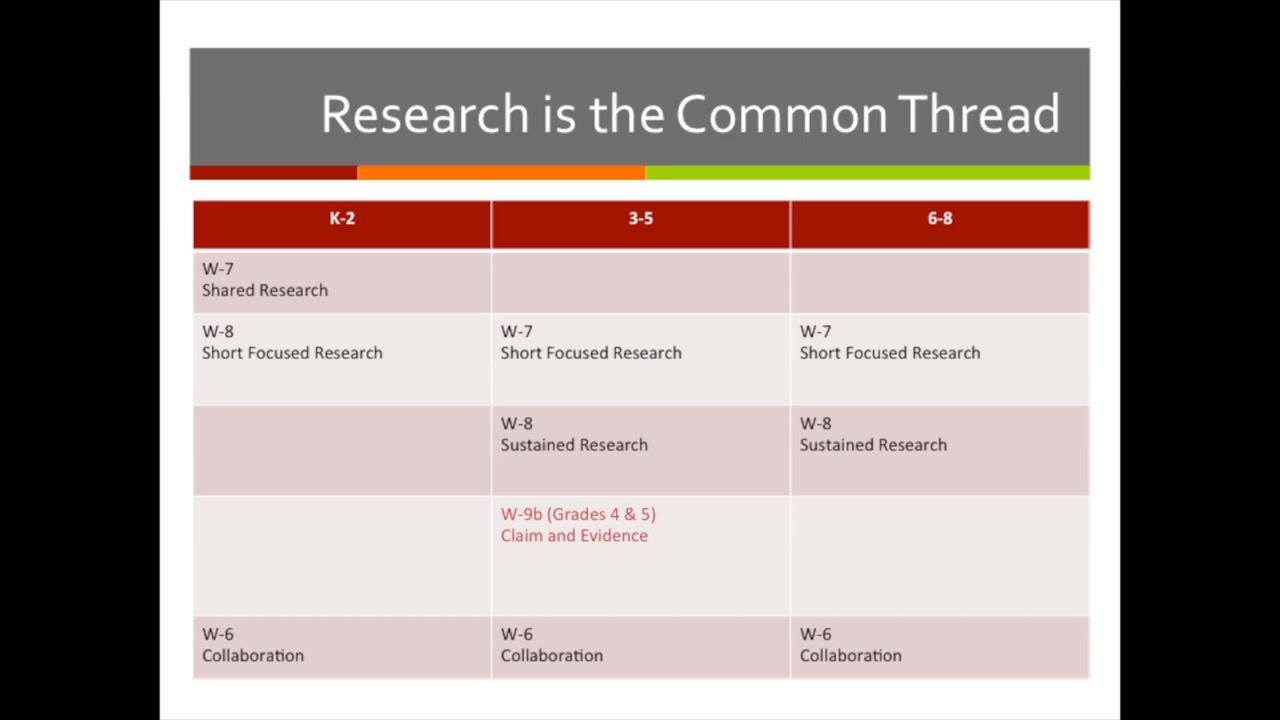 Research is the Common Thread
K-2 3-5 6-8
W-7
Shared Research
W-8 W-7 W-7
Short Focused Research Short Focused Research Short Focused Research
W-8 W-8
Sustained Research Sustained Research
W-9b (Grades 4 & 5)
Claim and Evidence
W-6 W-6 W-6
Collaboration Collaboration Collaboration